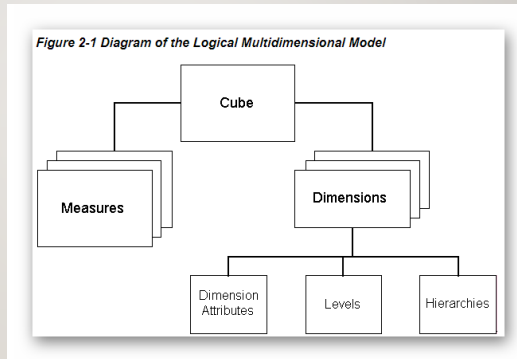 Figure 2-1 Diagram of the Logical Multidimensional Model
Cube
Measures
Dimensions
Dimension
Attributes
Levels
Hierarchies